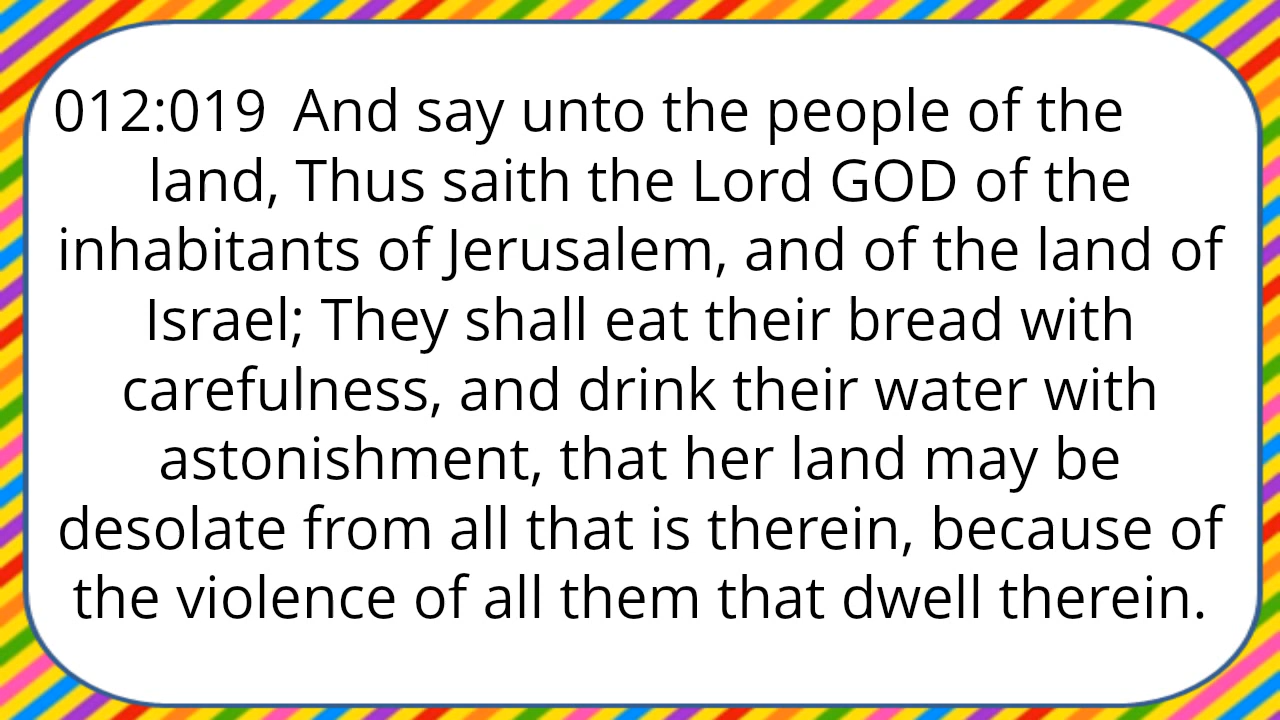 012:019 And say unto the people of the
land, Thus saith the Lord GOD of the
inhabitants of Jerusalem, and of the land of
Israel; They shall eat their bread with
carefulness, and drink their water with
astonishment, that her land may be
desolate from all that is therein, because of
the violence of all them that dwell therein.